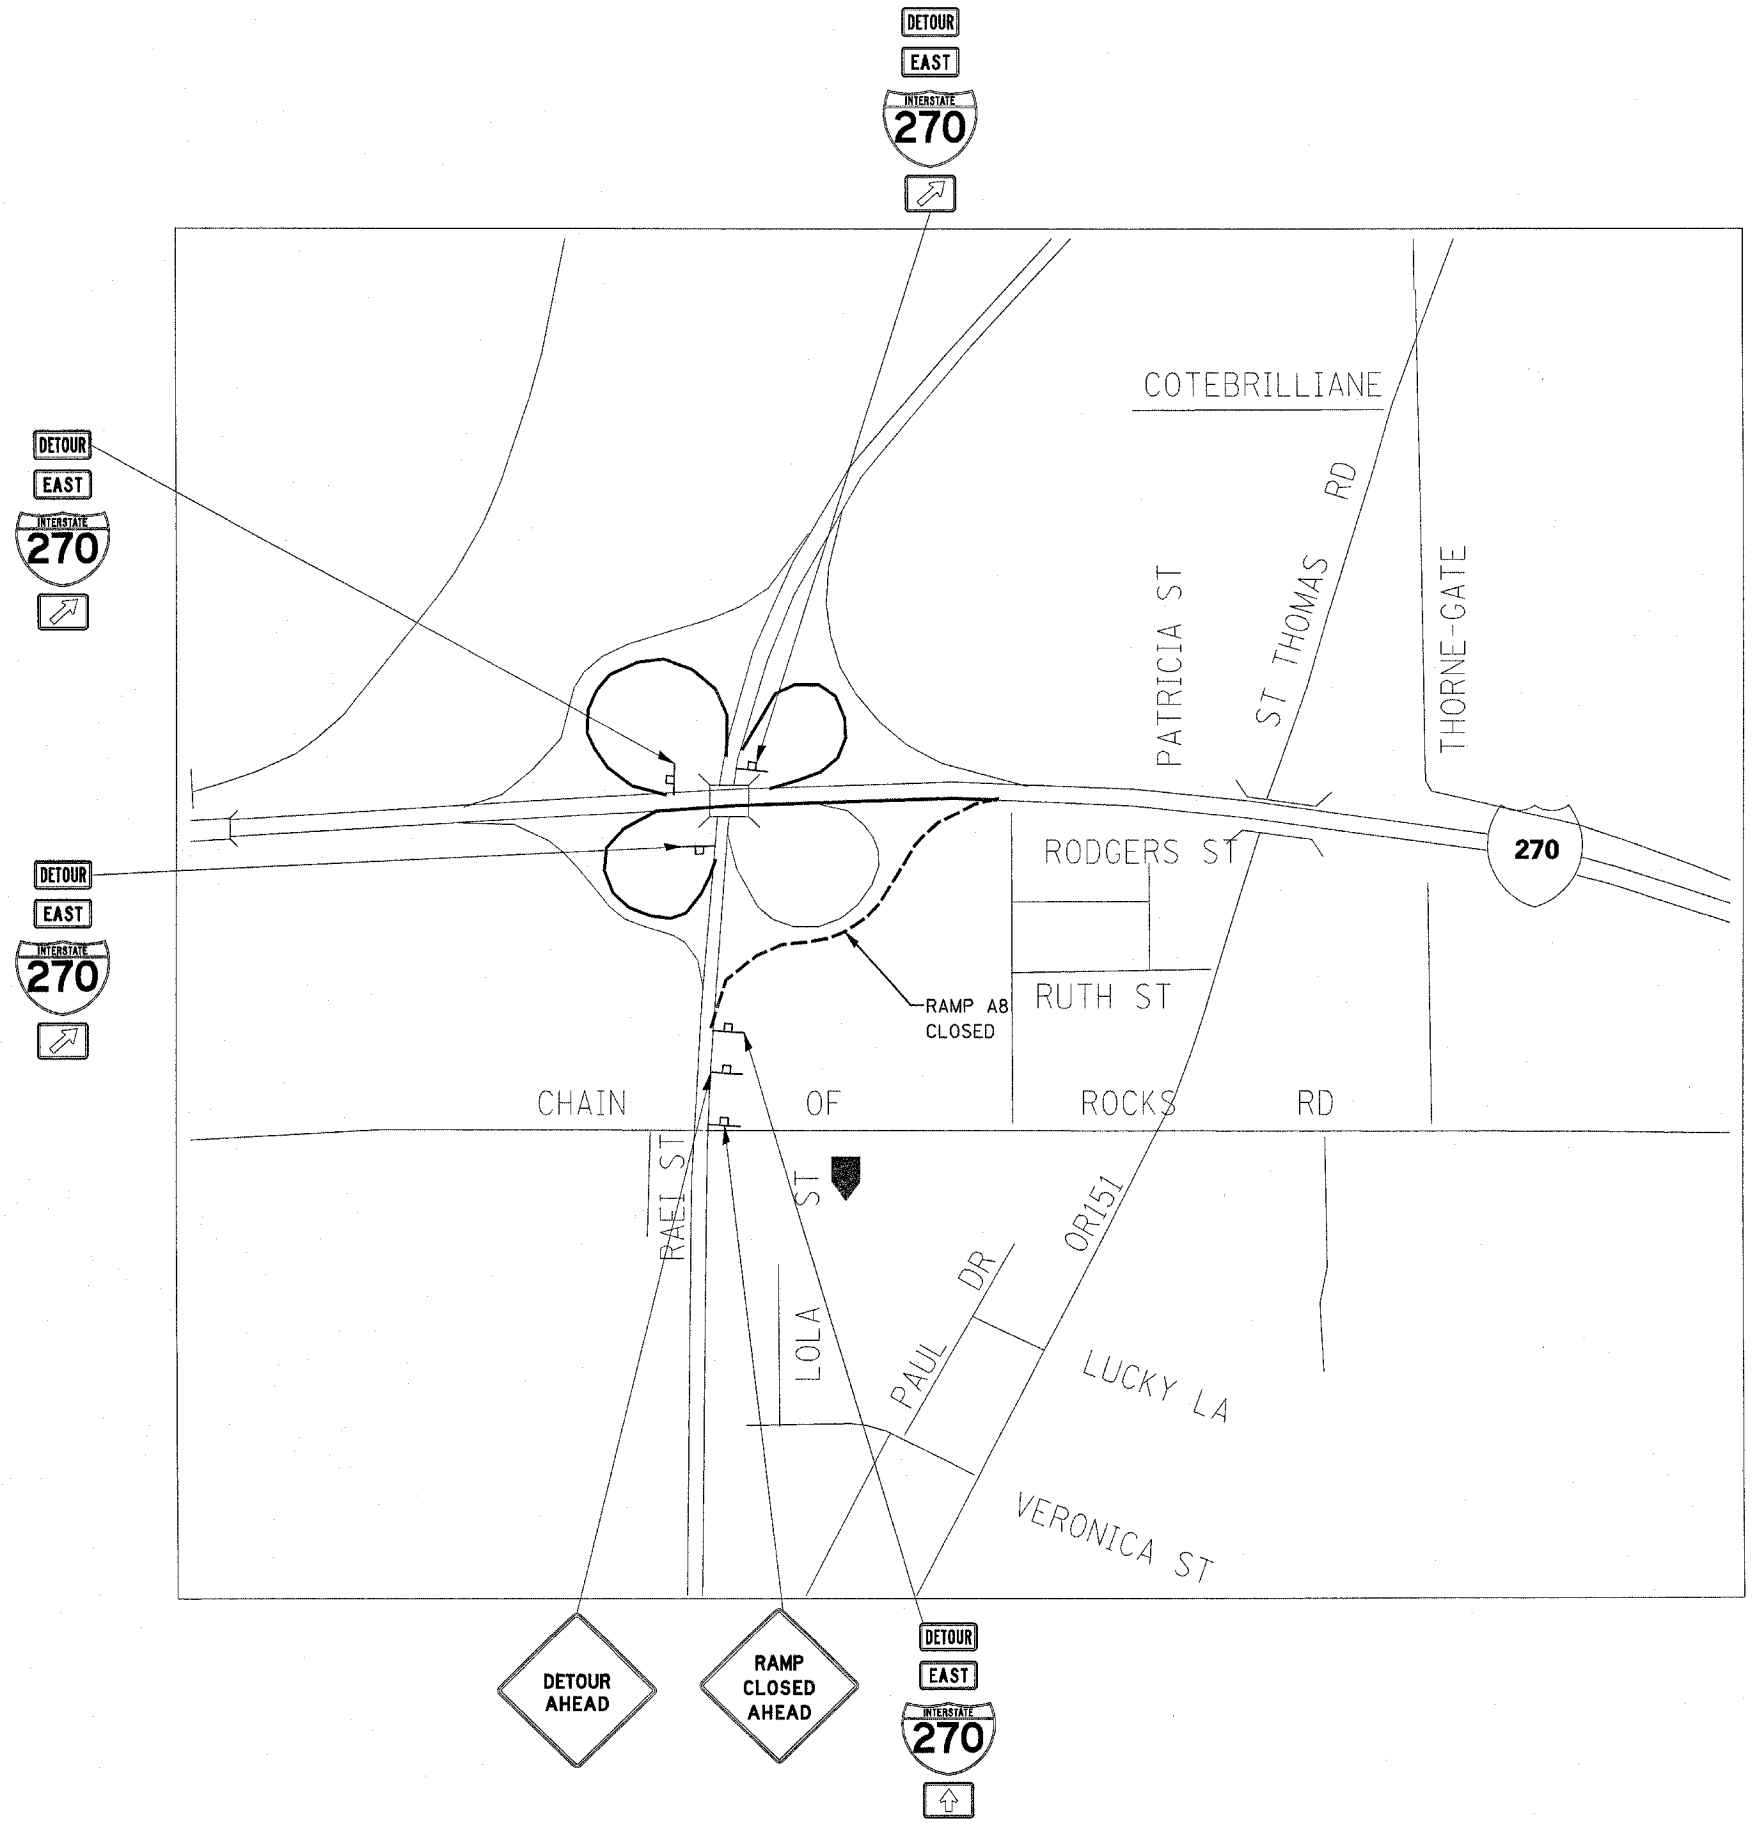 DETOUR
EAST
INTERSTATE
270
COTEBRILLIANE
DETOUR
EAST
INTERSTATE
270
ST THOMAS RD
PATRICIA ST
THORNE-GATE
RODGERS ST
270
DETOUR
EAST
INTERSTATE
270
RUTH ST
RAMP A8
CLOSED
CHAIN OF ROCKS RD
RAEI ST
LOLA ST
OR151
PAUL DR
LUCKY LA
VERONICA ST
DETOUR
AHEAD
RAMP
CLOSED
AHEAD
DETOUR
EAST
INTERSTATE
270